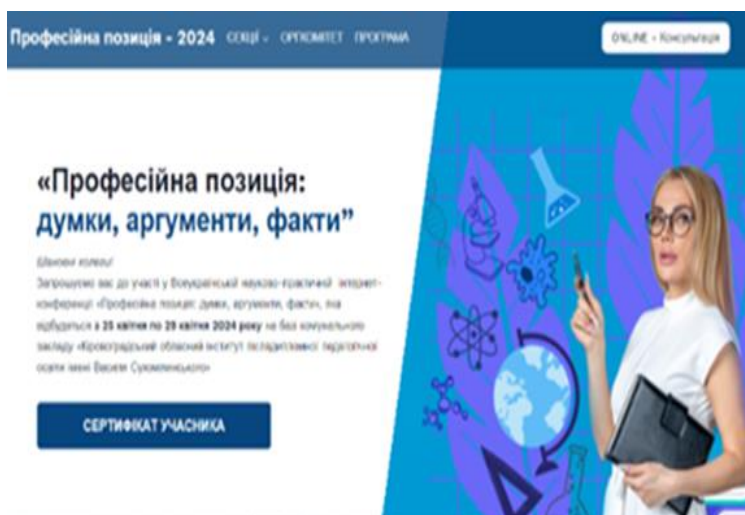 Професійна позиція - 2024 СЕКЦІЇ ОРГКОМІТЕТ ПРОГРАМА
ONLINE - Консультація
«Професійна позиція:
думки, аргументи, факти”
Шановні колеги!
Запрошуємо вас до участі у Всеукраїнській науково-практичній інтернет-
конференції «Професійна позиція: думки, аргументи, факти», яка
відбудеться з 25 квітня по 29 квітня 2024 року на базі комунального
закладу «Кіровоградський обласний інститут післядипломної педагогічної
освіти імені Василя Сухомлинського»
СЕРТИФІКАТ УЧАСНИКА